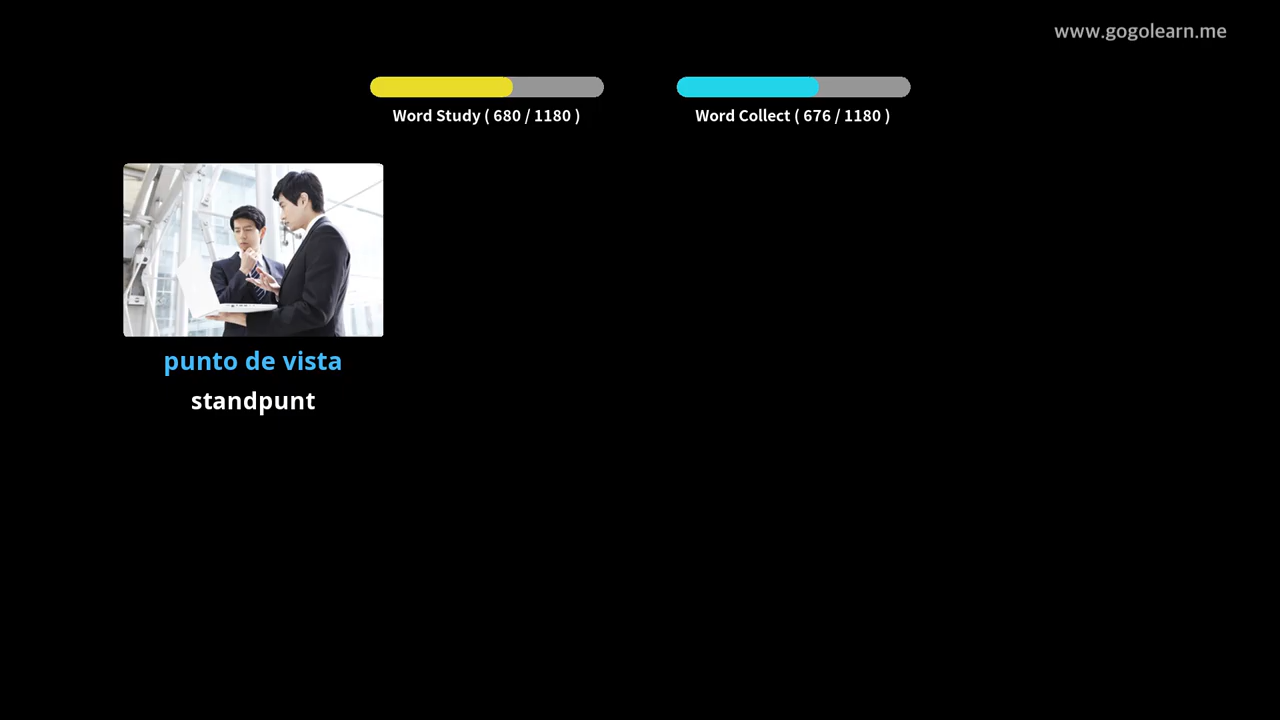 www.gogolearn.me
Word Study ( 680 / 1180 )
Word Collect ( 676 / 1180 )
punto de vista
standpunt